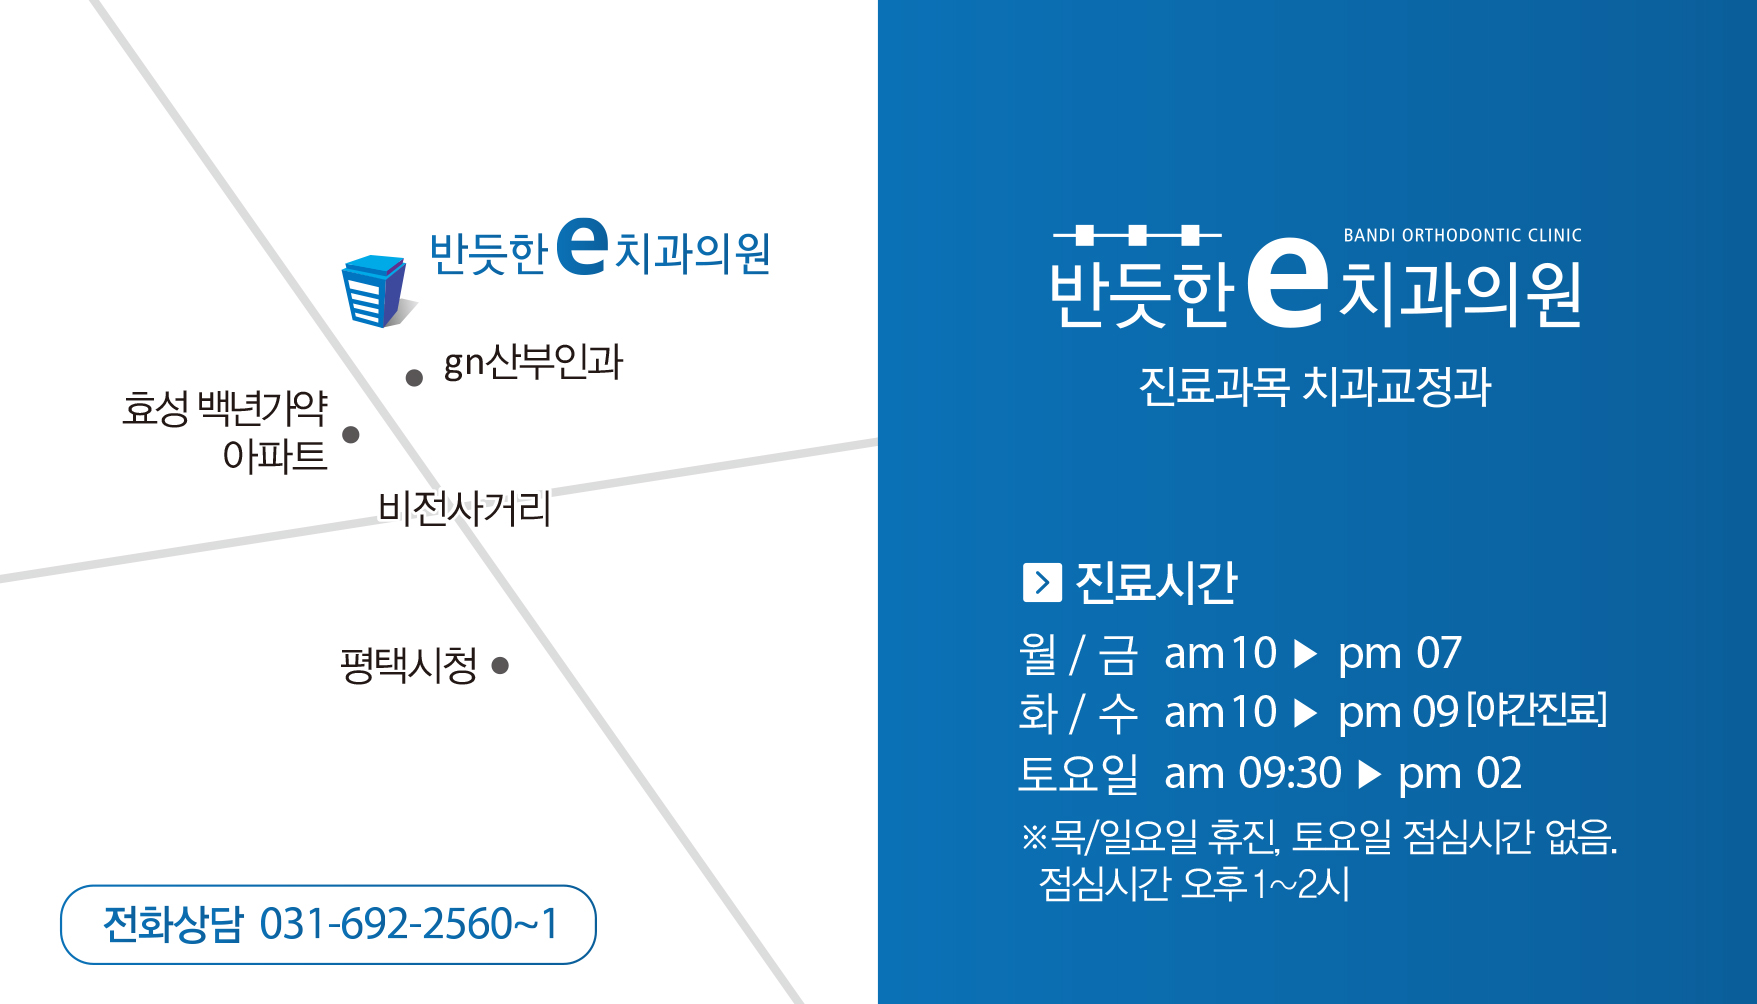 반듯한e치과의원
gn산부인과
효성 백년가약
아파트
비전사거리
평택시청
전화상담 031-692-2560~1
BANDI ORTHODONTIC CLINIC
반듯한e치과의원
진료과목 치과교정과
진료시간
월 / 금 am10 ▶ pm 07
화 / 수 am10 ▶ pm 09 [야간진료]
토요일 am 09:30 ▶ pm 02
※목/일요일 휴진, 토요일 점심시간 없음.
점심시간 오후1~2시